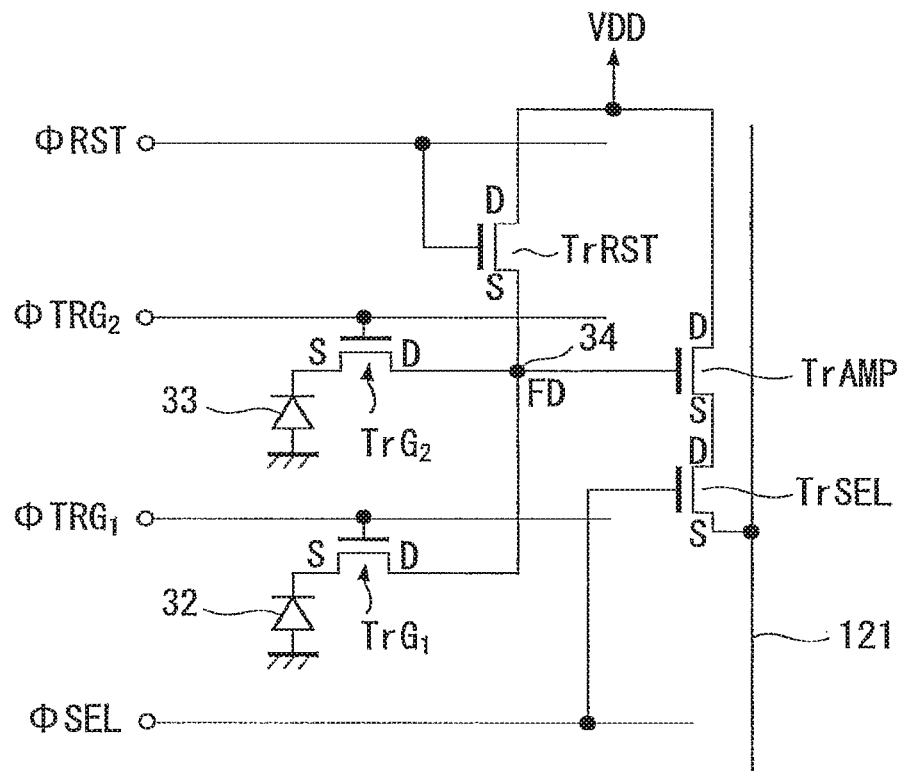 VDD
ΦRST
D
TrRST
S
ΦTRG₂
34
S D
D
FD
TrAMP
33
S
TrG₂
D
TrSEL
ΦTRG₁
S
S D
32
TrG₁
121
ΦSEL